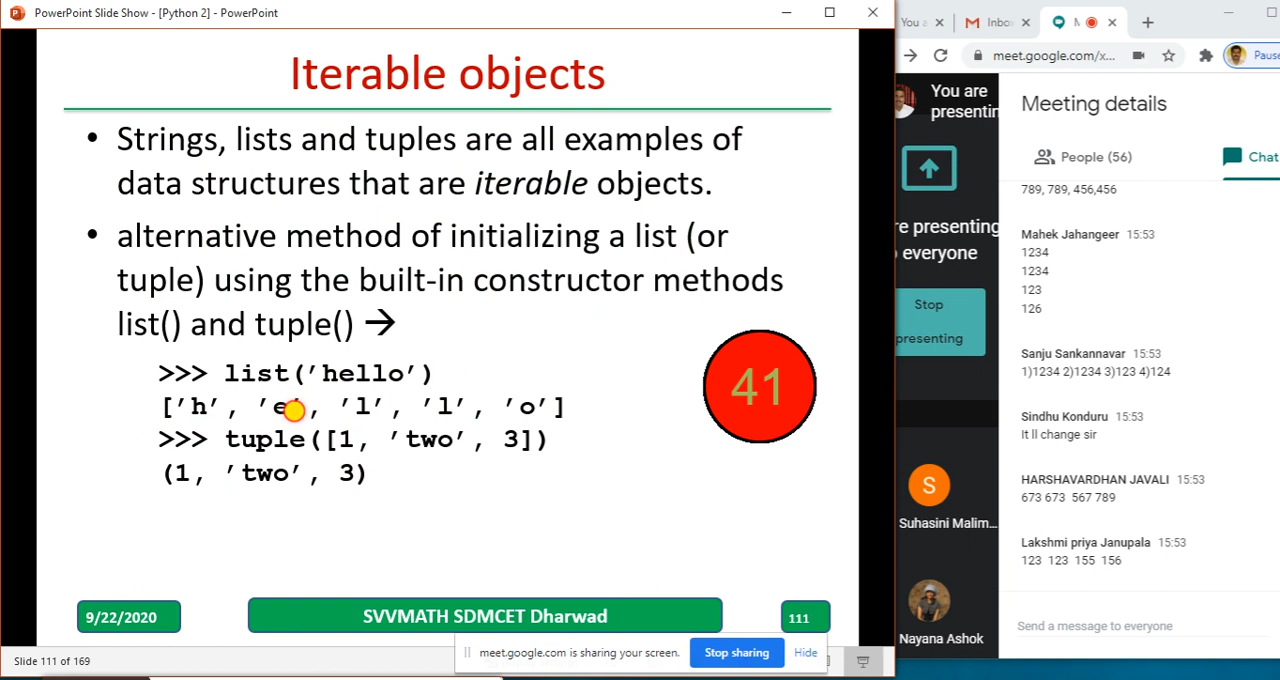 PowerPoint Slide Show - [Python 2] - PowerPoint
Iterable objects
• Strings, lists and tuples are all examples of
data structures that are iterable objects.
• alternative method of initializing a list (or
tuple) using the built-in constructor methods
list() and tuple() →
>>> list('hello')
['h', 'e', 'l', 'l', 'o']
>>> tuple([1, 'two', 3])
(1, 'two', 3)
41
9/22/2020
SVVMATH SDMCET Dharwad
111
Slide 111 of 169
meet.google.com is sharing your screen.
Stop sharing
Hide
You a
Inbo
M
meet.google.com/x...
Pause
You are
presentin
re presenting
everyone
Stop
presenting
S
Suhasini Malim...
Nayana Ashok
Meeting details
People (56)
Chat
789, 789, 456,456
Mahek Jahangeer 15:53
1234
1234
123
126
Sanju Sankannavar 15:53
1)1234 2)1234 3)123 4)124
Sindhu Konduru 15:53
It ll change sir
HARSHAVARDHAN JAVALI 15:53
673 673 567 789
Lakshmi priya Janupala 15:53
123 123 155 156
Send a message to everyone